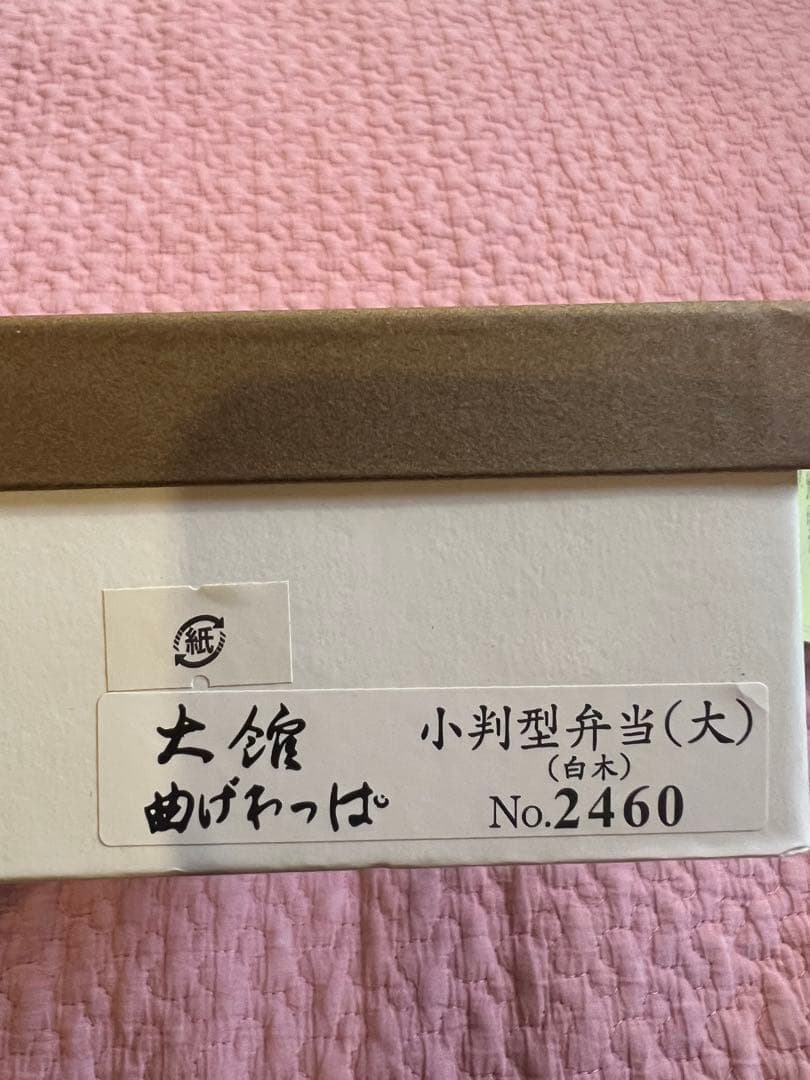 紙
大館
曲げわっぱ
小判型弁当(大)
(白木)
No.2460